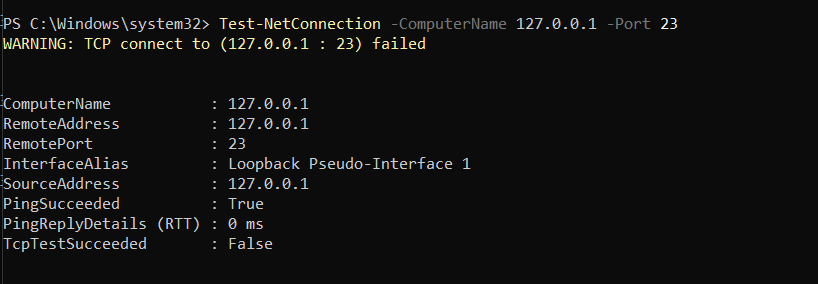 PS C:\Windows\system32> Test-NetConnection -ComputerName 127.0.0.1 -Port 23
WARNING: TCP connect to (127.0.0.1 : 23) failed
ComputerName : 127.0.0.1
RemoteAddress : 127.0.0.1
RemotePort : 23
InterfaceAlias : Loopback Pseudo-Interface 1
SourceAddress : 127.0.0.1
PingSucceeded : True
PingReplyDetails (RTT) : 0 ms
TcpTestSucceeded : False